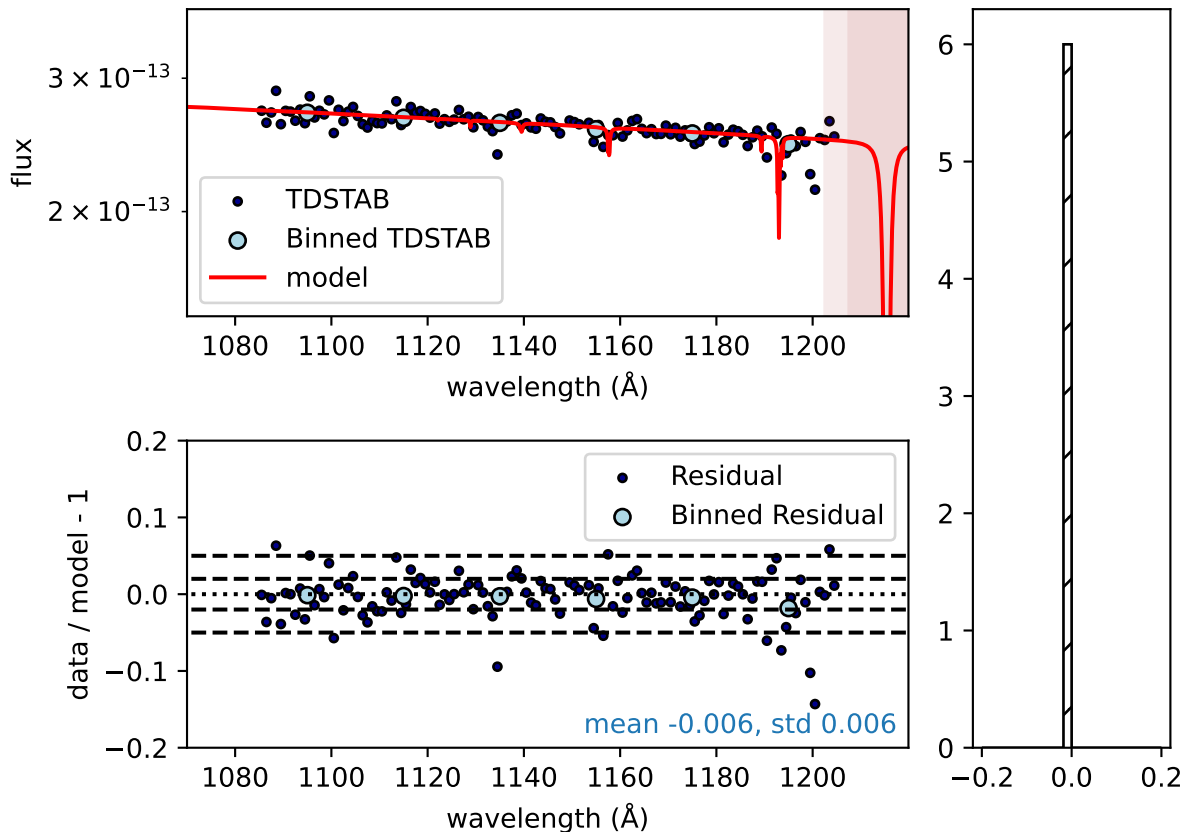 3 × 10⁻¹³
2 × 10⁻¹³
flux
TDSTAB
Binned TDSTAB
model
1080 1100 1120 1140 1160 1180 1200
wavelength (Å)
0.2
0.1
0.0
−0.1
−0.2
data / model - 1
Residual
Binned Residual
mean -0.006, std 0.006
1080 1100 1120 1140 1160 1180 1200
wavelength (Å)
6
5
4
3
2
1
0
−0.2 0.0 0.2